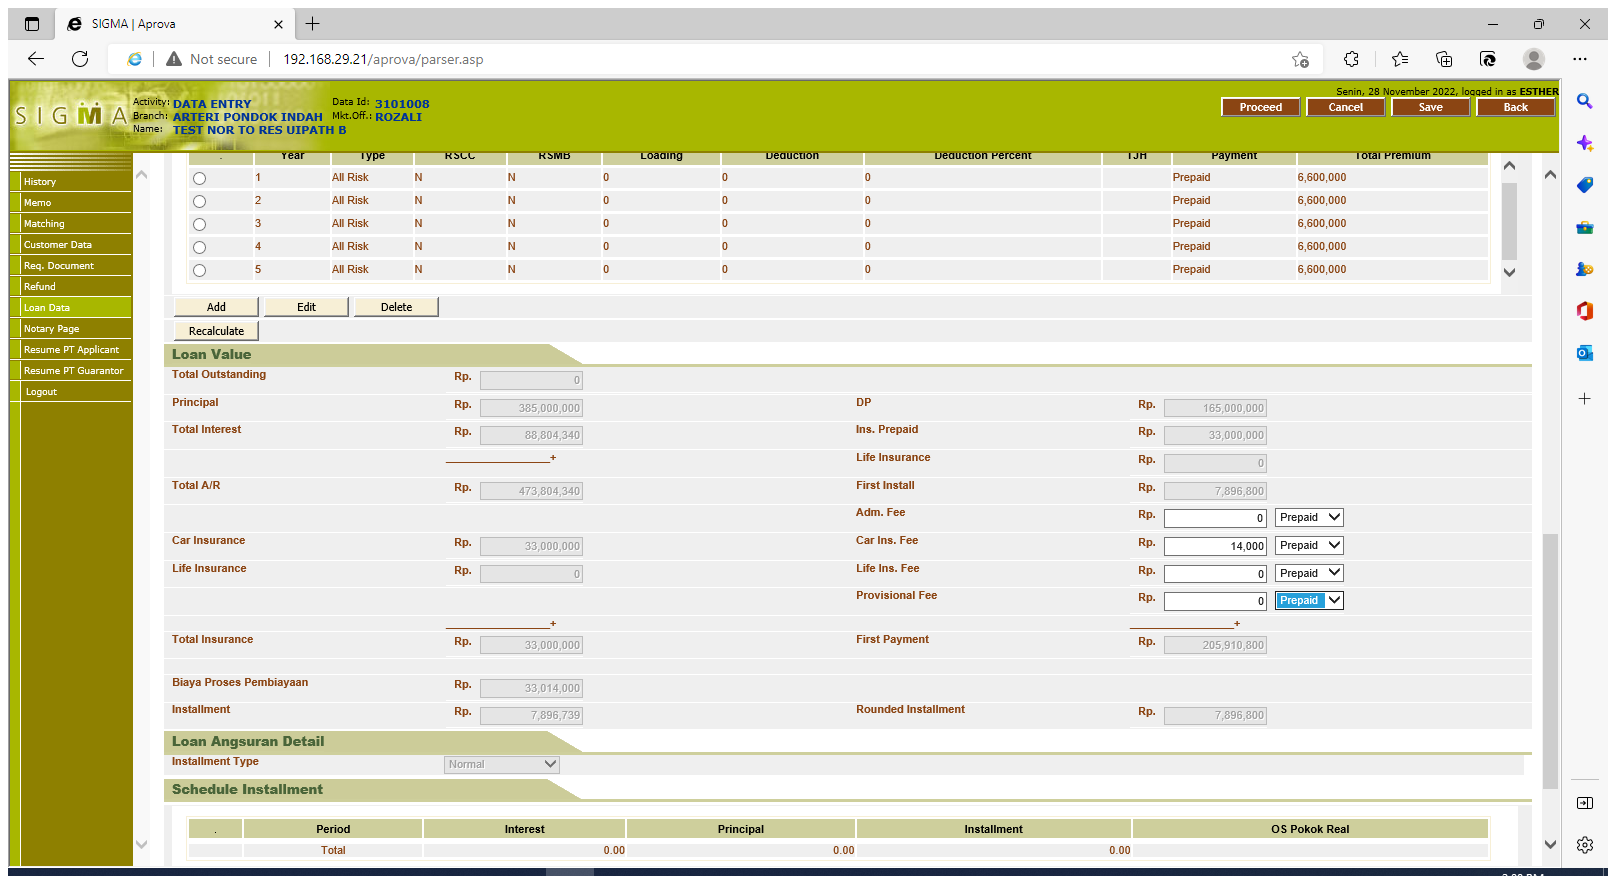 SIGMA | Aprova
Not secure 192.168.29.21/aprova/parser.asp
Senin, 28 November 2022, logged in as ESTHER
SIGMA
Activity: DATA ENTRY Data Id: 3101008
Branch: ARTERI PONDOK INDAH Mkt.Off.: ROZALI
Name: TEST NOR TO RES UIPATH B
Proceed Cancel Save Back
History
Memo
Matching
Customer Data
Req. Document
Refund
Loan Data
Notary Page
Resume PT Applicant
Resume PT Guarantor
Logout
. Year Type RSCC RSMB Loading Deduction Deduction Percent TJH Payment Total Premium
1 All Risk N N 0 0 0 Prepaid 6,600,000
2 All Risk N N 0 0 0 Prepaid 6,600,000
3 All Risk N N 0 0 0 Prepaid 6,600,000
4 All Risk N N 0 0 0 Prepaid 6,600,000
5 All Risk N N 0 0 0 Prepaid 6,600,000
Add Edit Delete
Recalculate
Loan Value
Total Outstanding Rp. 0
Principal Rp. 385,000,000 DP Rp. 165,000,000
Total Interest Rp. 88,804,340 Ins. Prepaid Rp. 33,000,000
+ Life Insurance Rp. 0
Total A/R Rp. 473,804,340 First Install Rp. 7,896,800
Adm. Fee Rp. 0 Prepaid
Car Insurance Rp. 33,000,000 Car Ins. Fee Rp. 14,000 Prepaid
Life Insurance Rp. 0 Life Ins. Fee Rp. 0 Prepaid
Provisional Fee Rp. 0 Prepaid
+ +
Total Insurance Rp. 33,000,000 First Payment Rp. 205,910,800
Biaya Proses Pembiayaan Rp. 33,014,000
Installment Rp. 7,896,739 Rounded Installment Rp. 7,896,800
Loan Angsuran Detail
Installment Type Normal
Schedule Installment
. Period Interest Principal Installment OS Pokok Real
Total 0.00 0.00 0.00